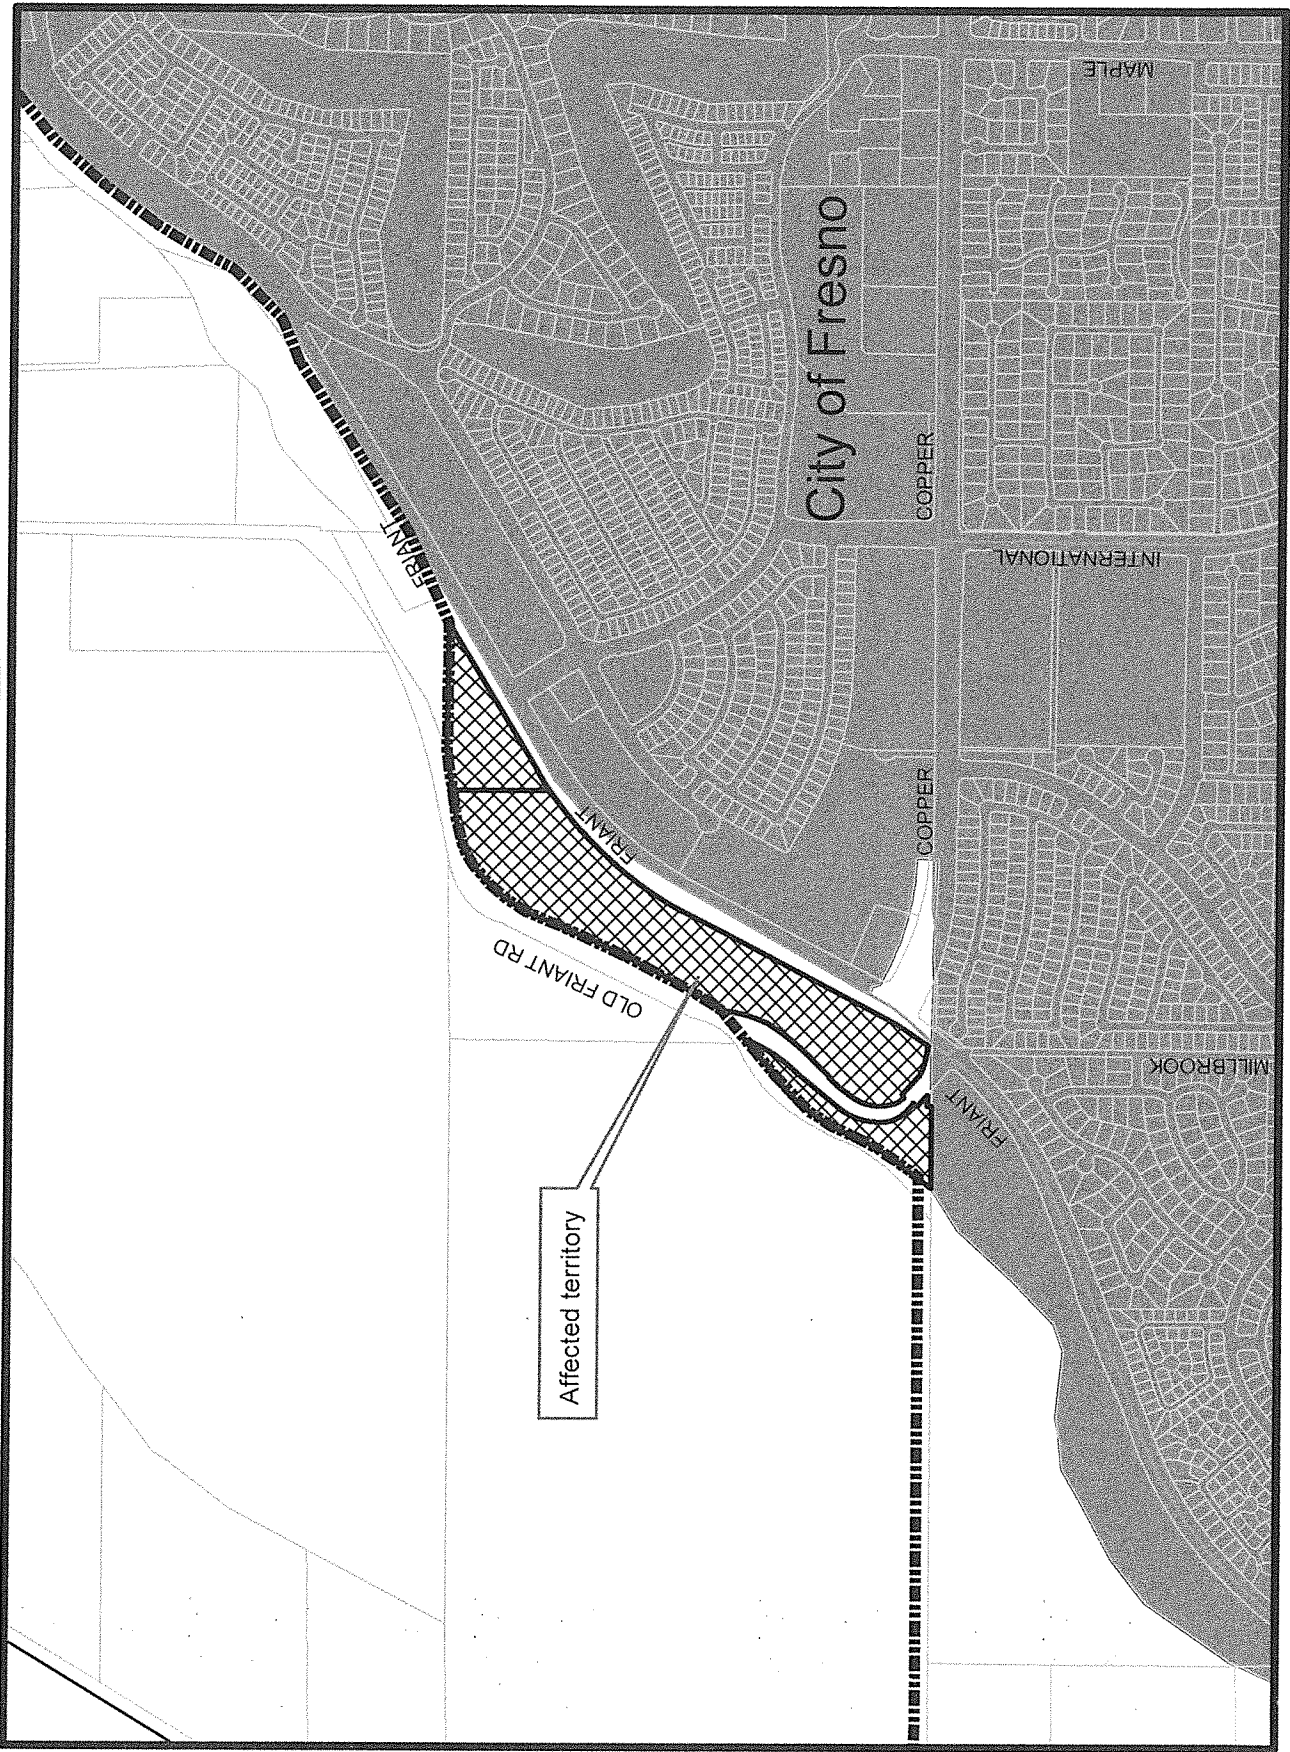 FRIANT
OLD FRIANT RD
FRIANT
Affected territory
City of Fresno
COPPER
COPPER
MAPLE
INTERNATIONAL
FRIANT
MILLBROOK